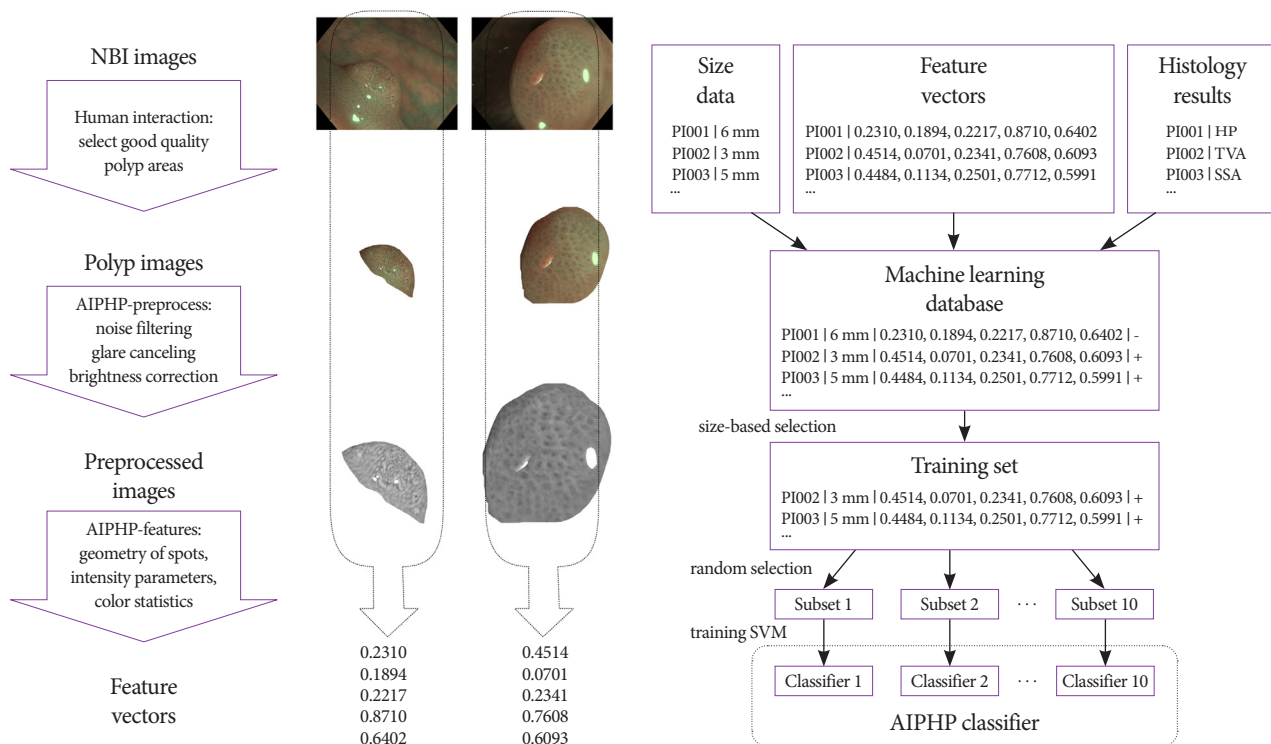 NBI images
Human interaction:
select good quality
polyp areas
Polyp images
AIPHP-preprocess:
noise filtering
glare canceling
brightness correction
Preprocessed
images
AIPHP-features:
geometry of spots,
intensity parameters,
color statistics
Feature
vectors
0.2310
0.1894
0.2217
0.8710
0.6402
0.4514
0.0701
0.2341
0.7608
0.6093
Size
data
PI001 | 6 mm
PI002 | 3 mm
PI003 | 5 mm
...
Feature
vectors
PI001 | 0.2310, 0.1894, 0.2217, 0.8710, 0.6402
PI002 | 0.4514, 0.0701, 0.2341, 0.7608, 0.6093
PI003 | 0.4484, 0.1134, 0.2501, 0.7712, 0.5991
...
Histology
results
PI001 | HP
PI002 | TVA
PI003 | SSA
...
Machine learning
database
PI001 | 6 mm | 0.2310, 0.1894, 0.2217, 0.8710, 0.6402 | -
PI002 | 3 mm | 0.4514, 0.0701, 0.2341, 0.7608, 0.6093 | +
PI003 | 5 mm | 0.4484, 0.1134, 0.2501, 0.7712, 0.5991 | +
...
size-based selection
Training set
PI002 | 3 mm | 0.4514, 0.0701, 0.2341, 0.7608, 0.6093 | +
PI003 | 5 mm | 0.4484, 0.1134, 0.2501, 0.7712, 0.5991 | +
...
random selection
Subset 1 Subset 2 ... Subset 10
training SVM
Classifier 1 Classifier 2 ... Classifier 10
AIPHP classifier